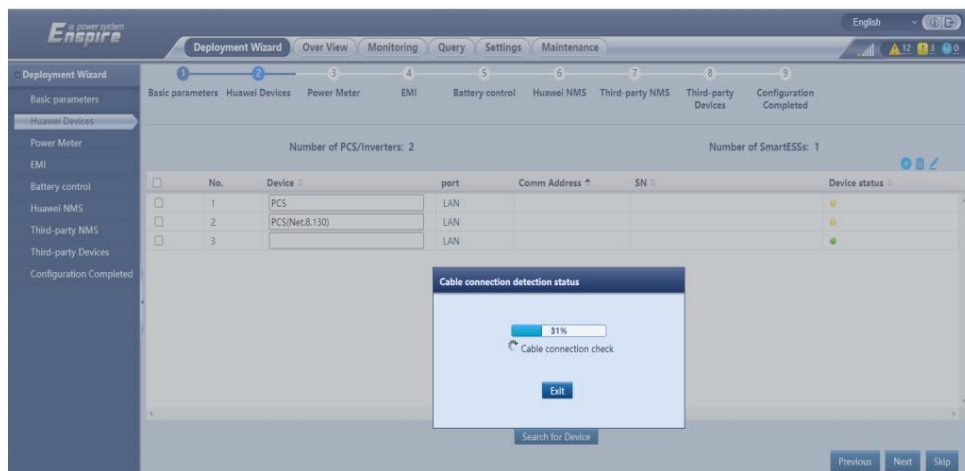 e power system
Enspire
English
Deployment Wizard Over View Monitoring Query Settings Maintenance
12 3 0
Deployment Wizard
Basic parameters
Huawei Devices
Power Meter
EMI
Battery control
Huawei NMS
Third-party NMS
Third-party Devices
Configuration Completed
1 2 3 4 5 6 7 8 9
Basic parameters Huawei Devices Power Meter EMI Battery control Huawei NMS Third-party NMS Third-party Configuration
Devices Completed
Number of PCS/Inverters: 2 Number of SmartESSs: 1
No. Device port Comm Address SN Device status
1 PCS LAN
2 PCS(Net.8.130) LAN
3 LAN
Cable connection detection status
31%
Cable connection check
Exit
Search for Device
Previous Next Skip